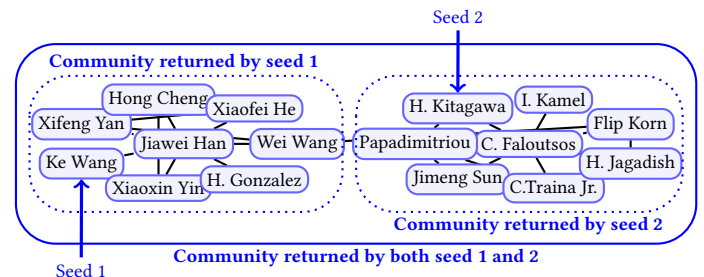 Seed 2
Community returned by seed 1
Hong Cheng
Xiaofei He
Xifeng Yan
Jiawei Han
Wei Wang
Ke Wang
Xiaoxin Yin
H. Gonzalez
H. Kitagawa
I. Kamel
Flip Korn
Papadimitriou
C. Faloutsos
H. Jagadish
Jimeng Sun
C.Traina Jr.
Community returned by seed 2
Community returned by both seed 1 and 2
Seed 1